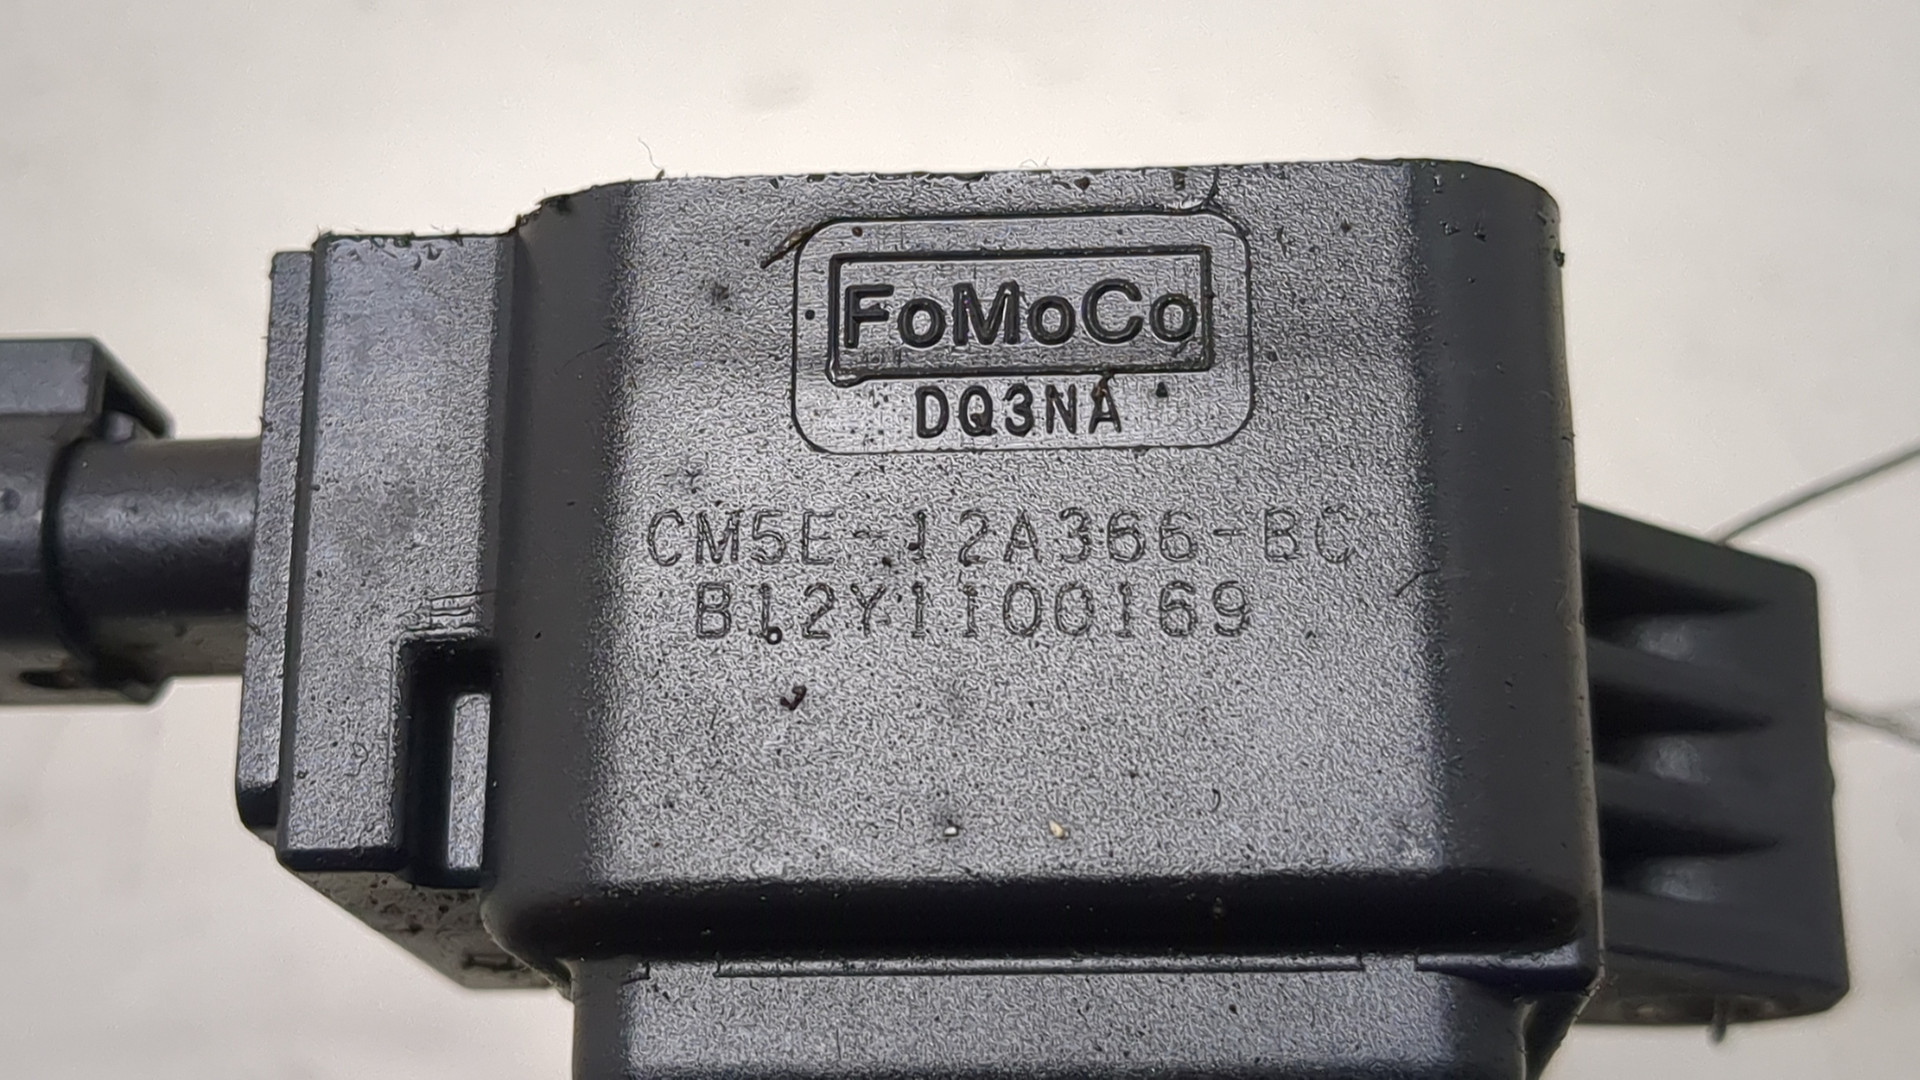 FoMoCo
DQ3NA
CM5E-12A366-BC
B12Y1100169